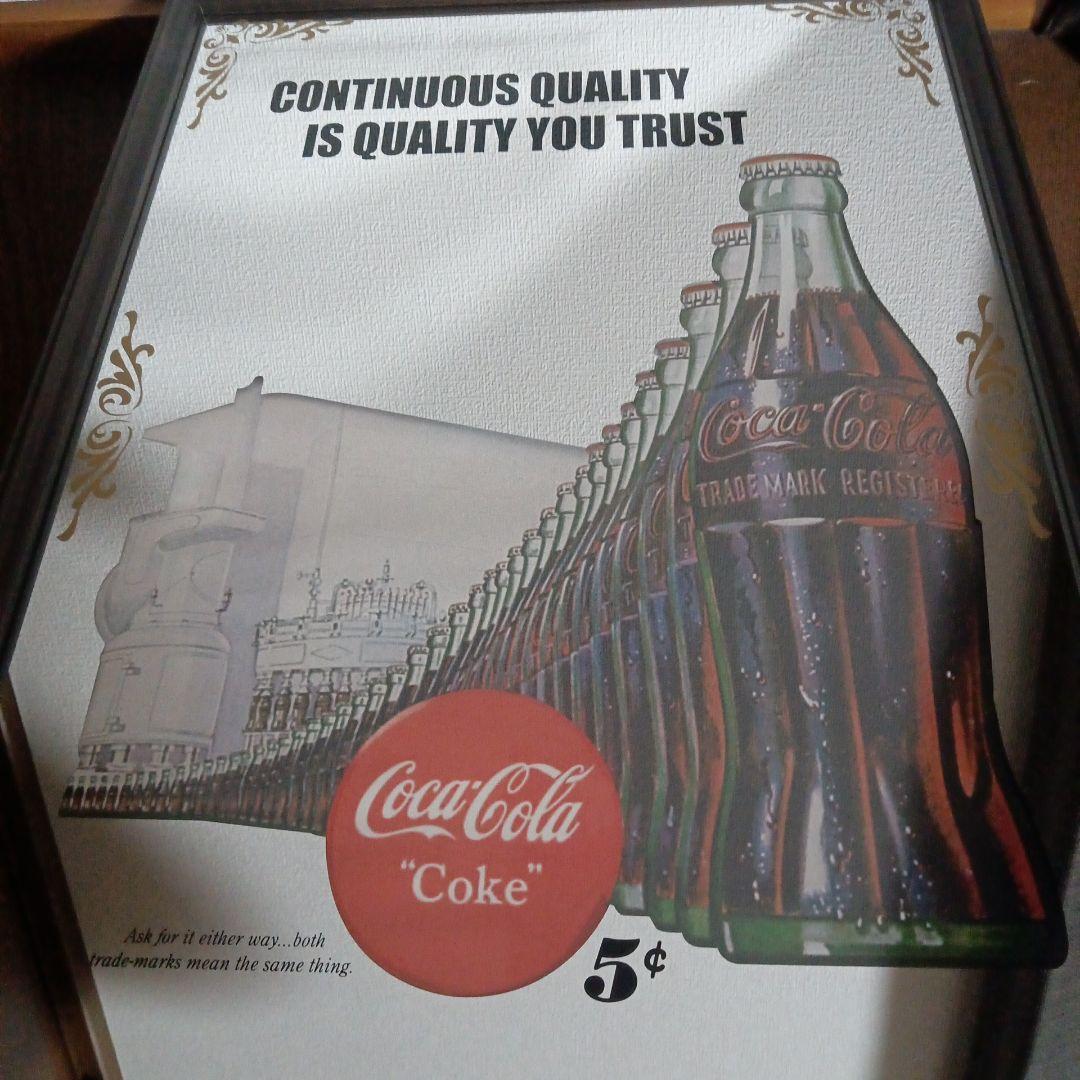 CONTINUOUS QUALITY
IS QUALITY YOU TRUST
Coca-Cola
TRADE MARK REGISTERED
Coca-Cola
"Coke"
Ask for it either way...both
trade-marks mean the same thing.
5¢